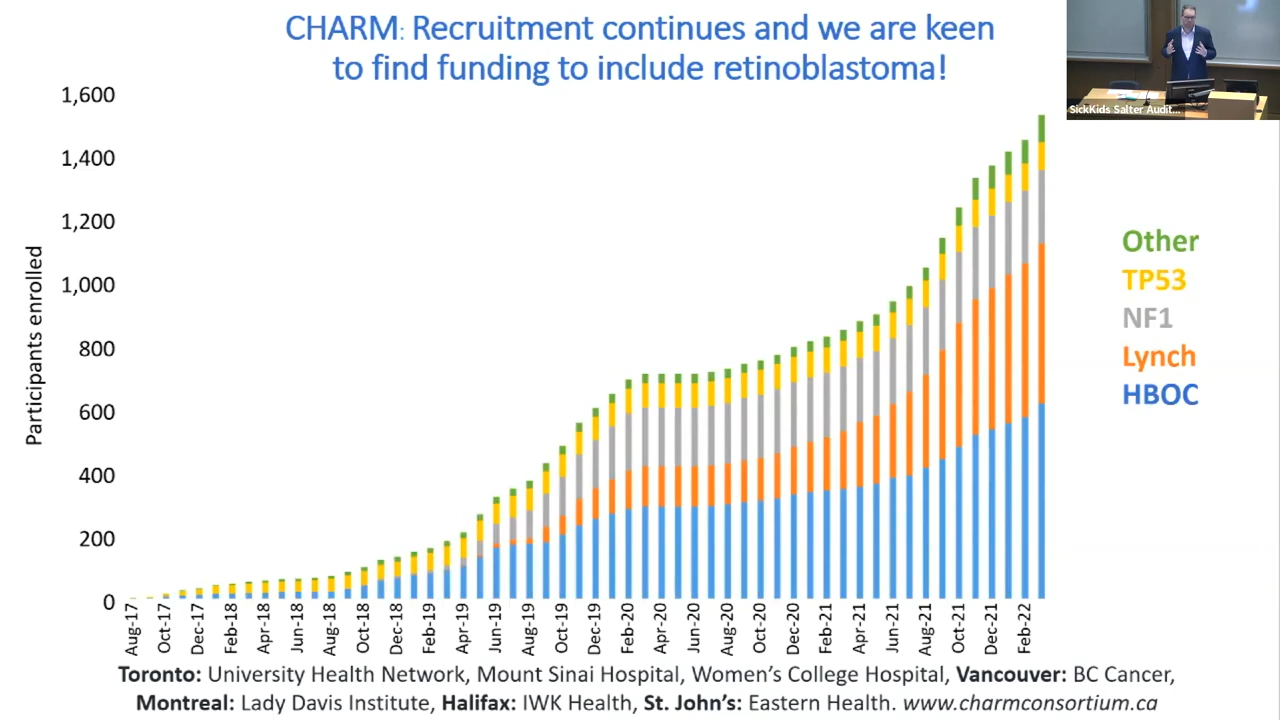 CHARM: Recruitment continues and we are keen
to find funding to include retinoblastoma!
SickKids Salter Audit...
Participants enrolled
1,600
1,400
1,200
1,000
800
600
400
200
0
Aug-17
Oct-17
Dec-17
Feb-18
Apr-18
Jun-18
Aug-18
Oct-18
Dec-18
Feb-19
Apr-19
Jun-19
Aug-19
Oct-19
Dec-19
Feb-20
Apr-20
Jun-20
Aug-20
Oct-20
Dec-20
Feb-21
Apr-21
Jun-21
Aug-21
Oct-21
Dec-21
Feb-22
Other
TP53
NF1
Lynch
HBOC
Toronto: University Health Network, Mount Sinai Hospital, Women’s College Hospital, Vancouver: BC Cancer,
Montreal: Lady Davis Institute, Halifax: IWK Health, St. John’s: Eastern Health. www.charmconsortium.ca